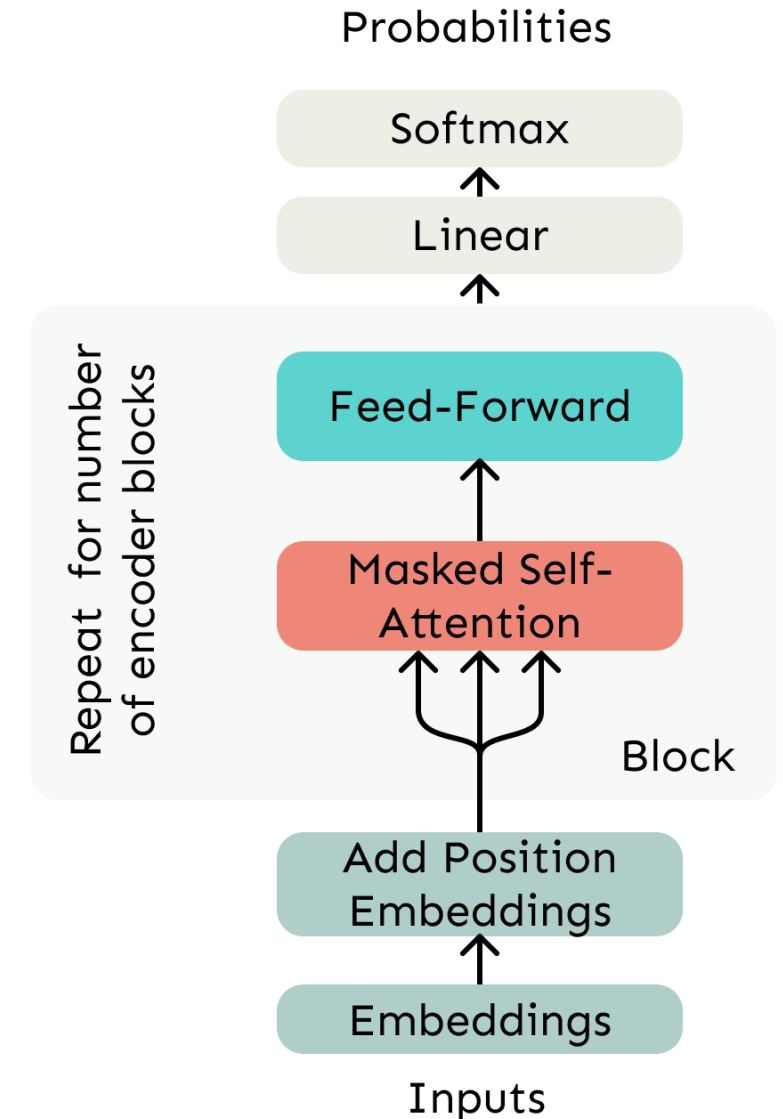 Probabilities
Softmax
Linear
Repeat for number
of encoder blocks
Feed-Forward
Masked Self-
Attention
Block
Add Position
Embeddings
Embeddings
Inputs